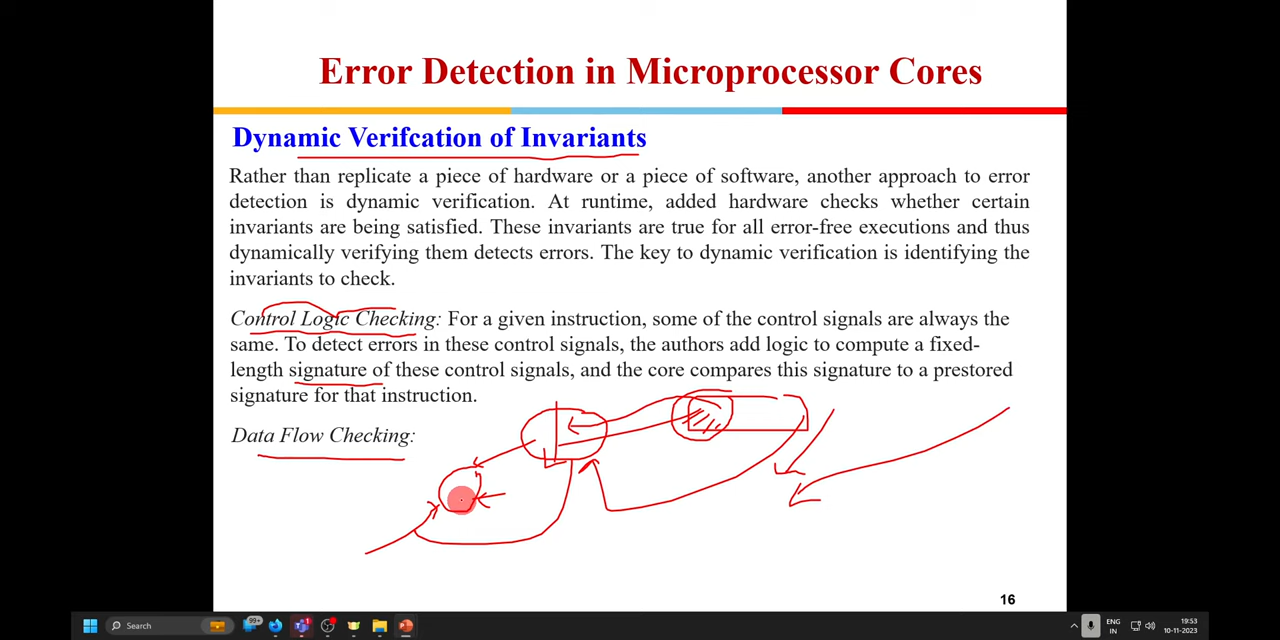 Error Detection in Microprocessor Cores
Dynamic Verifcation of Invariants
Rather than replicate a piece of hardware or a piece of software, another approach to error
detection is dynamic verification. At runtime, added hardware checks whether certain
invariants are being satisfied. These invariants are true for all error-free executions and thus
dynamically verifying them detects errors. The key to dynamic verification is identifying the
invariants to check.
Control Logic Checking: For a given instruction, some of the control signals are always the
same. To detect errors in these control signals, the authors add logic to compute a fixed-
length signature of these control signals, and the core compares this signature to a prestored
signature for that instruction.
Data Flow Checking:
16
Search
99+
ENG
IN
19:53
10-11-2023